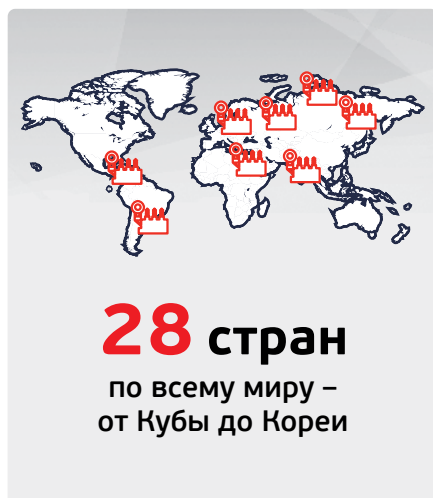 28 стран
по всему миру –
от Кубы до Кореи